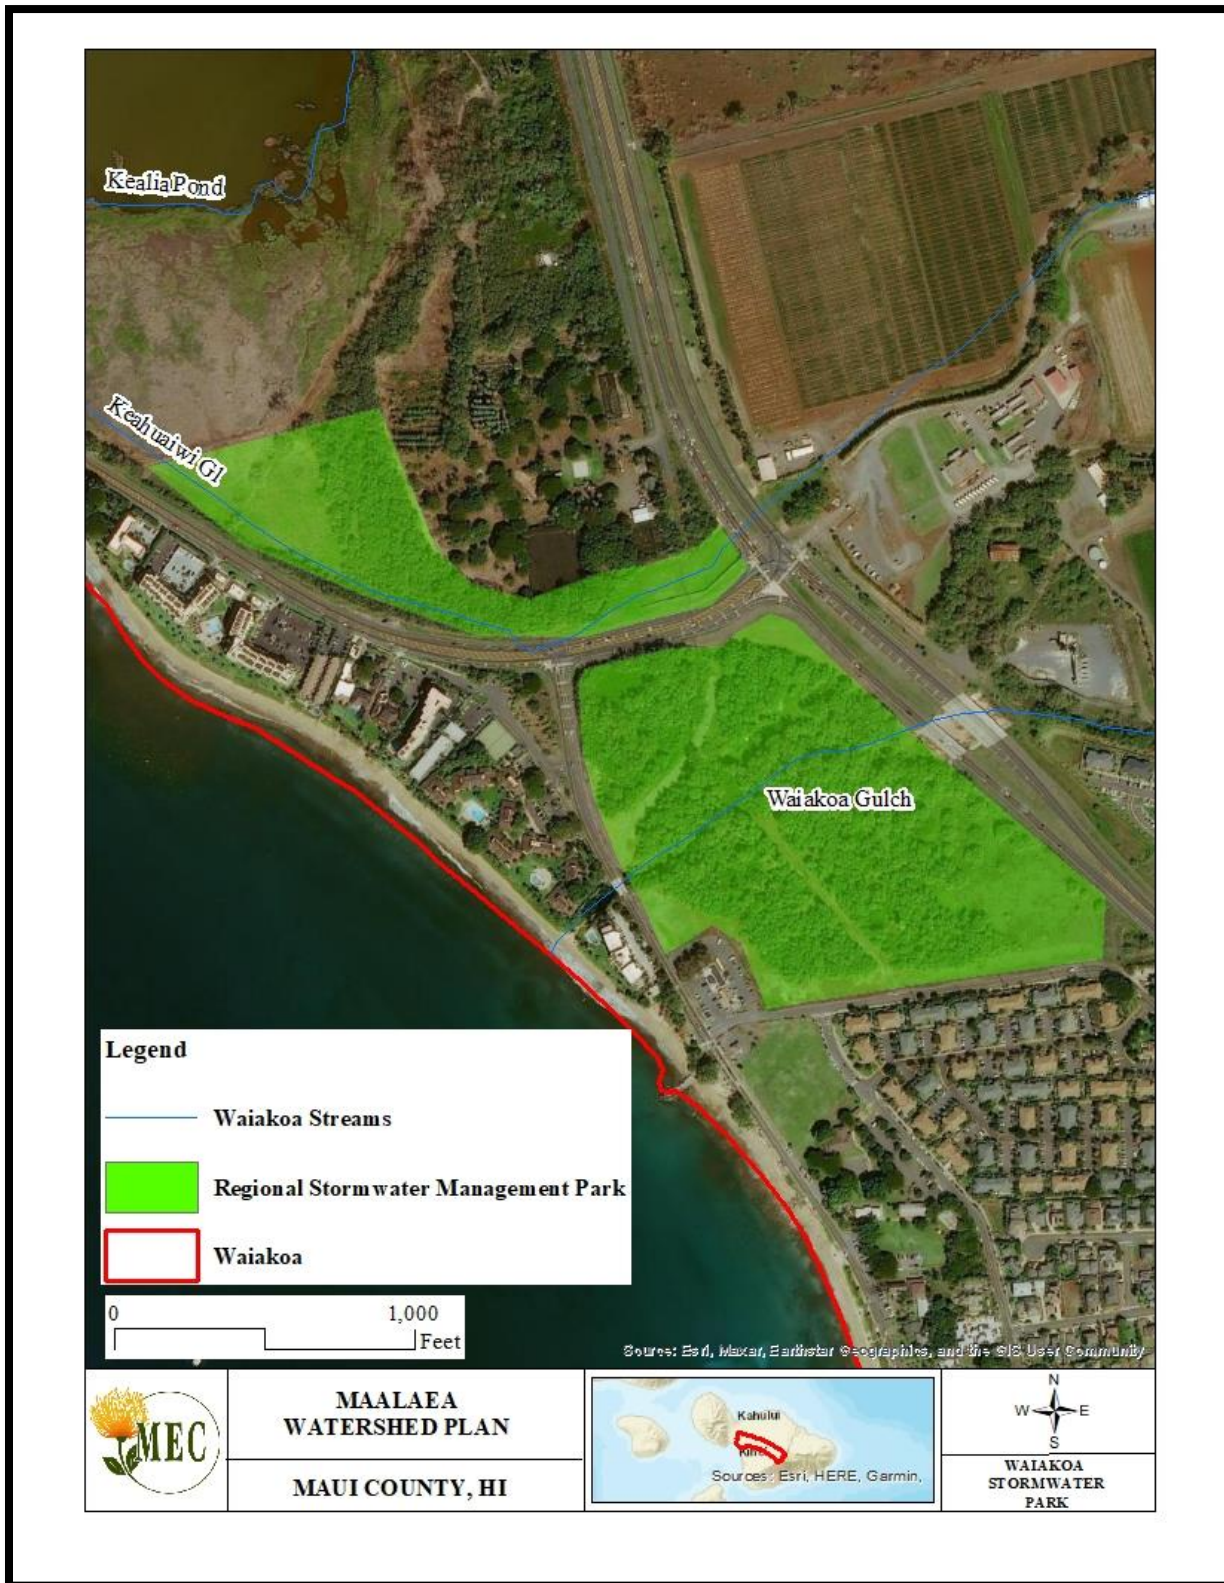 Kealia Pond
Keahuaiwi Gl
Waiakoa Gulch
Legend
Waiakoa Streams
Regional Stormwater Management Park
Waiakoa
0 1,000
Feet
Source: Esri, Maxar, Earthstar Geographics, and the GIS User Community
MEC
MAALAEA
WATERSHED PLAN
MAUI COUNTY, HI
Kahului
Kihei
Sources: Esri, HERE, Garmin,
N
W E
S
WAIAKOA
STORMWATER
PARK